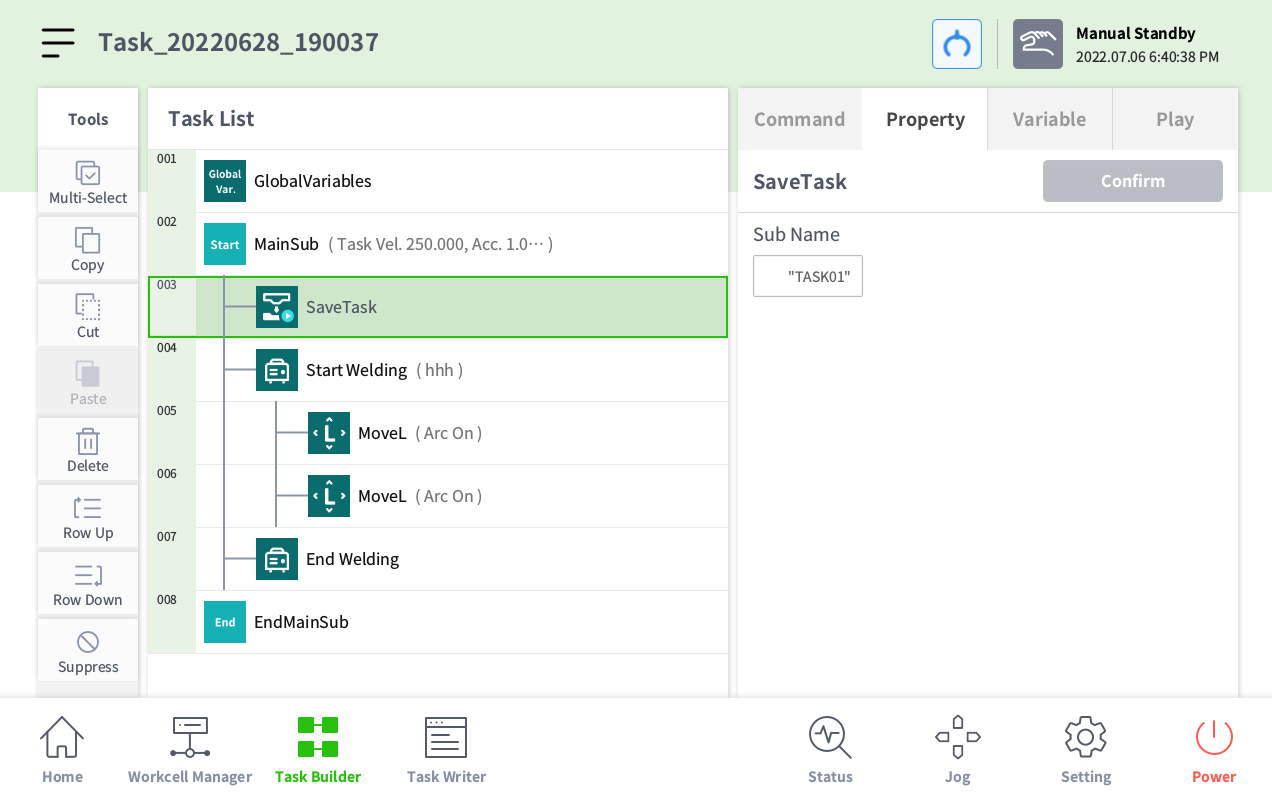 Task_20220628_190037
Manual Standby
2022.07.06 6:40:38 PM
Tools
Multi-Select
Copy
Cut
Paste
Delete
Row Up
Row Down
Suppress
Task List
001
Global
Var.
GlobalVariables
002
Start
MainSub ( Task Vel. 250.000, Acc. 1.0⋯ )
003
SaveTask
004
Start Welding ( hhh )
005
L
MoveL ( Arc On )
006
L
MoveL ( Arc On )
007
End Welding
008
End
EndMainSub
Command
Property
Variable
Play
SaveTask
Confirm
Sub Name
"TASK01"
Home
Workcell Manager
Task Builder
Task Writer
Status
Jog
Setting
Power